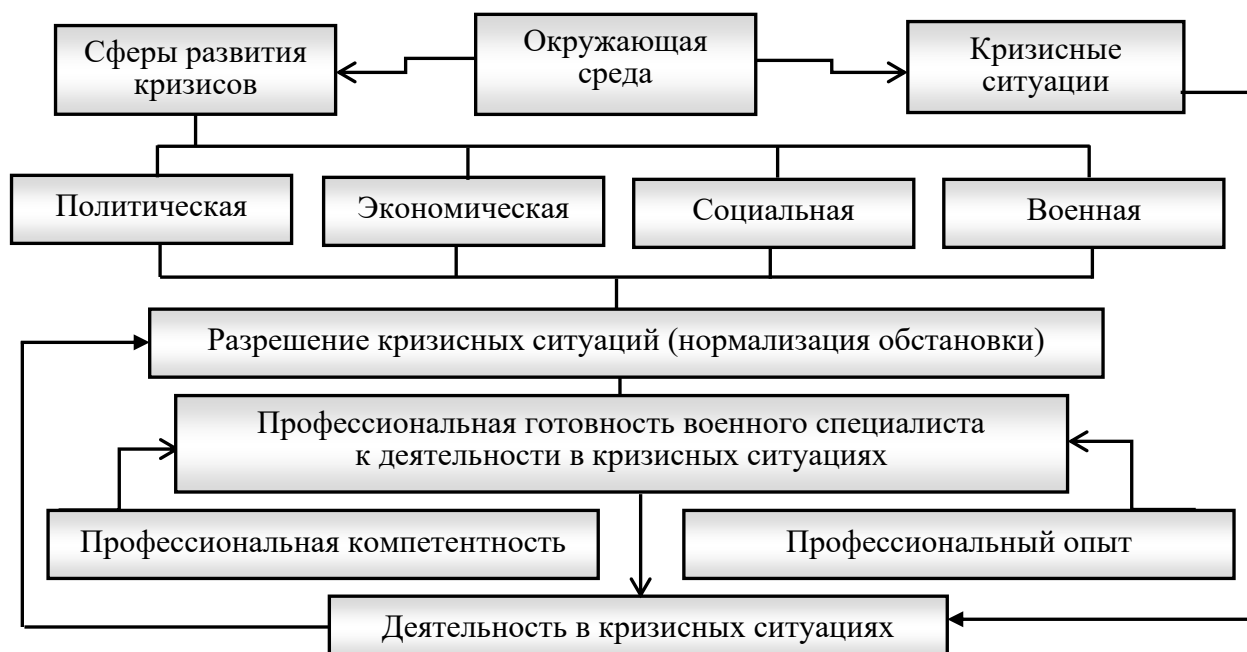 Сферы развития
кризисов
Окружающая
среда
Кризисные
ситуации
Политическая
Экономическая
Социальная
Военная
Разрешение кризисных ситуаций (нормализация обстановки)
Профессиональная готовность военного специалиста
к деятельности в кризисных ситуациях
Профессиональная компетентность
Профессиональный опыт
Деятельность в кризисных ситуациях